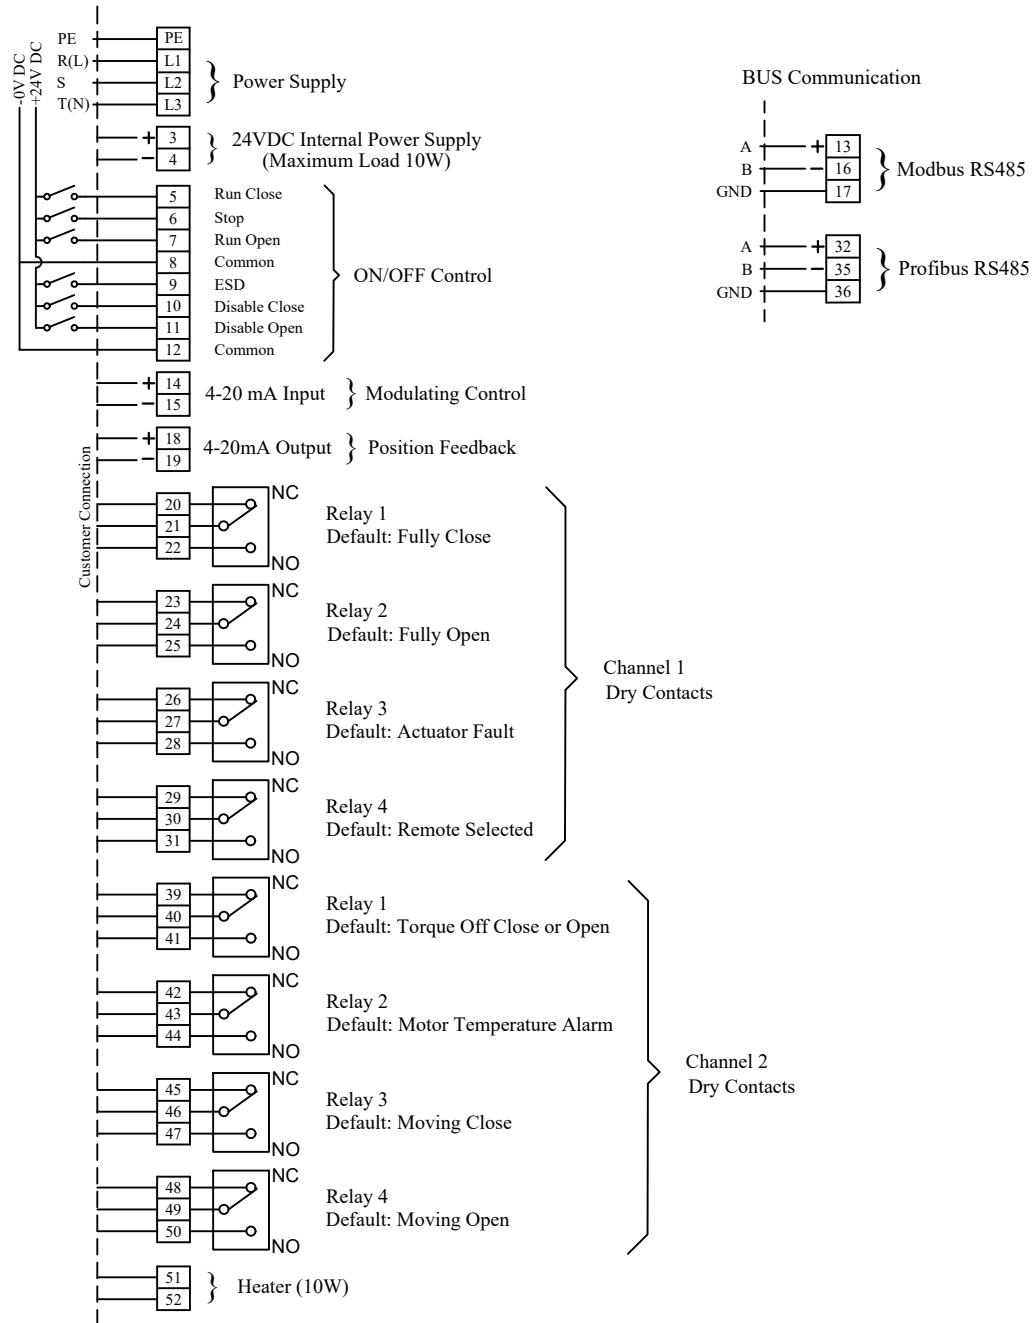 -0V DC
+24V DC
PE
PE
R(L)
L1
S
L2
T(N)
L3
Power Supply
+ 3
- 4
24VDC Internal Power Supply
(Maximum Load 10W)
5 Run Close
6 Stop
7 Run Open
8 Common
9 ESD
10 Disable Close
11 Disable Open
12 Common
ON/OFF Control
+ 14
- 15
4-20 mA Input
Modulating Control
+ 18
- 19
4-20mA Output
Position Feedback
Customer Connection
20
21
22
NC
NO
Relay 1
Default: Fully Close
23
24
25
NC
NO
Relay 2
Default: Fully Open
26
27
28
NC
NO
Relay 3
Default: Actuator Fault
29
30
31
NC
NO
Relay 4
Default: Remote Selected
Channel 1
Dry Contacts
39
40
41
NC
NO
Relay 1
Default: Torque Off Close or Open
42
43
44
NC
NO
Relay 2
Default: Motor Temperature Alarm
45
46
47
NC
NO
Relay 3
Default: Moving Close
48
49
50
NC
NO
Relay 4
Default: Moving Open
Channel 2
Dry Contacts
51
52
Heater (10W)
BUS Communication
A + 13
B - 16
GND 17
Modbus RS485
A + 32
B - 35
GND 36
Profibus RS485